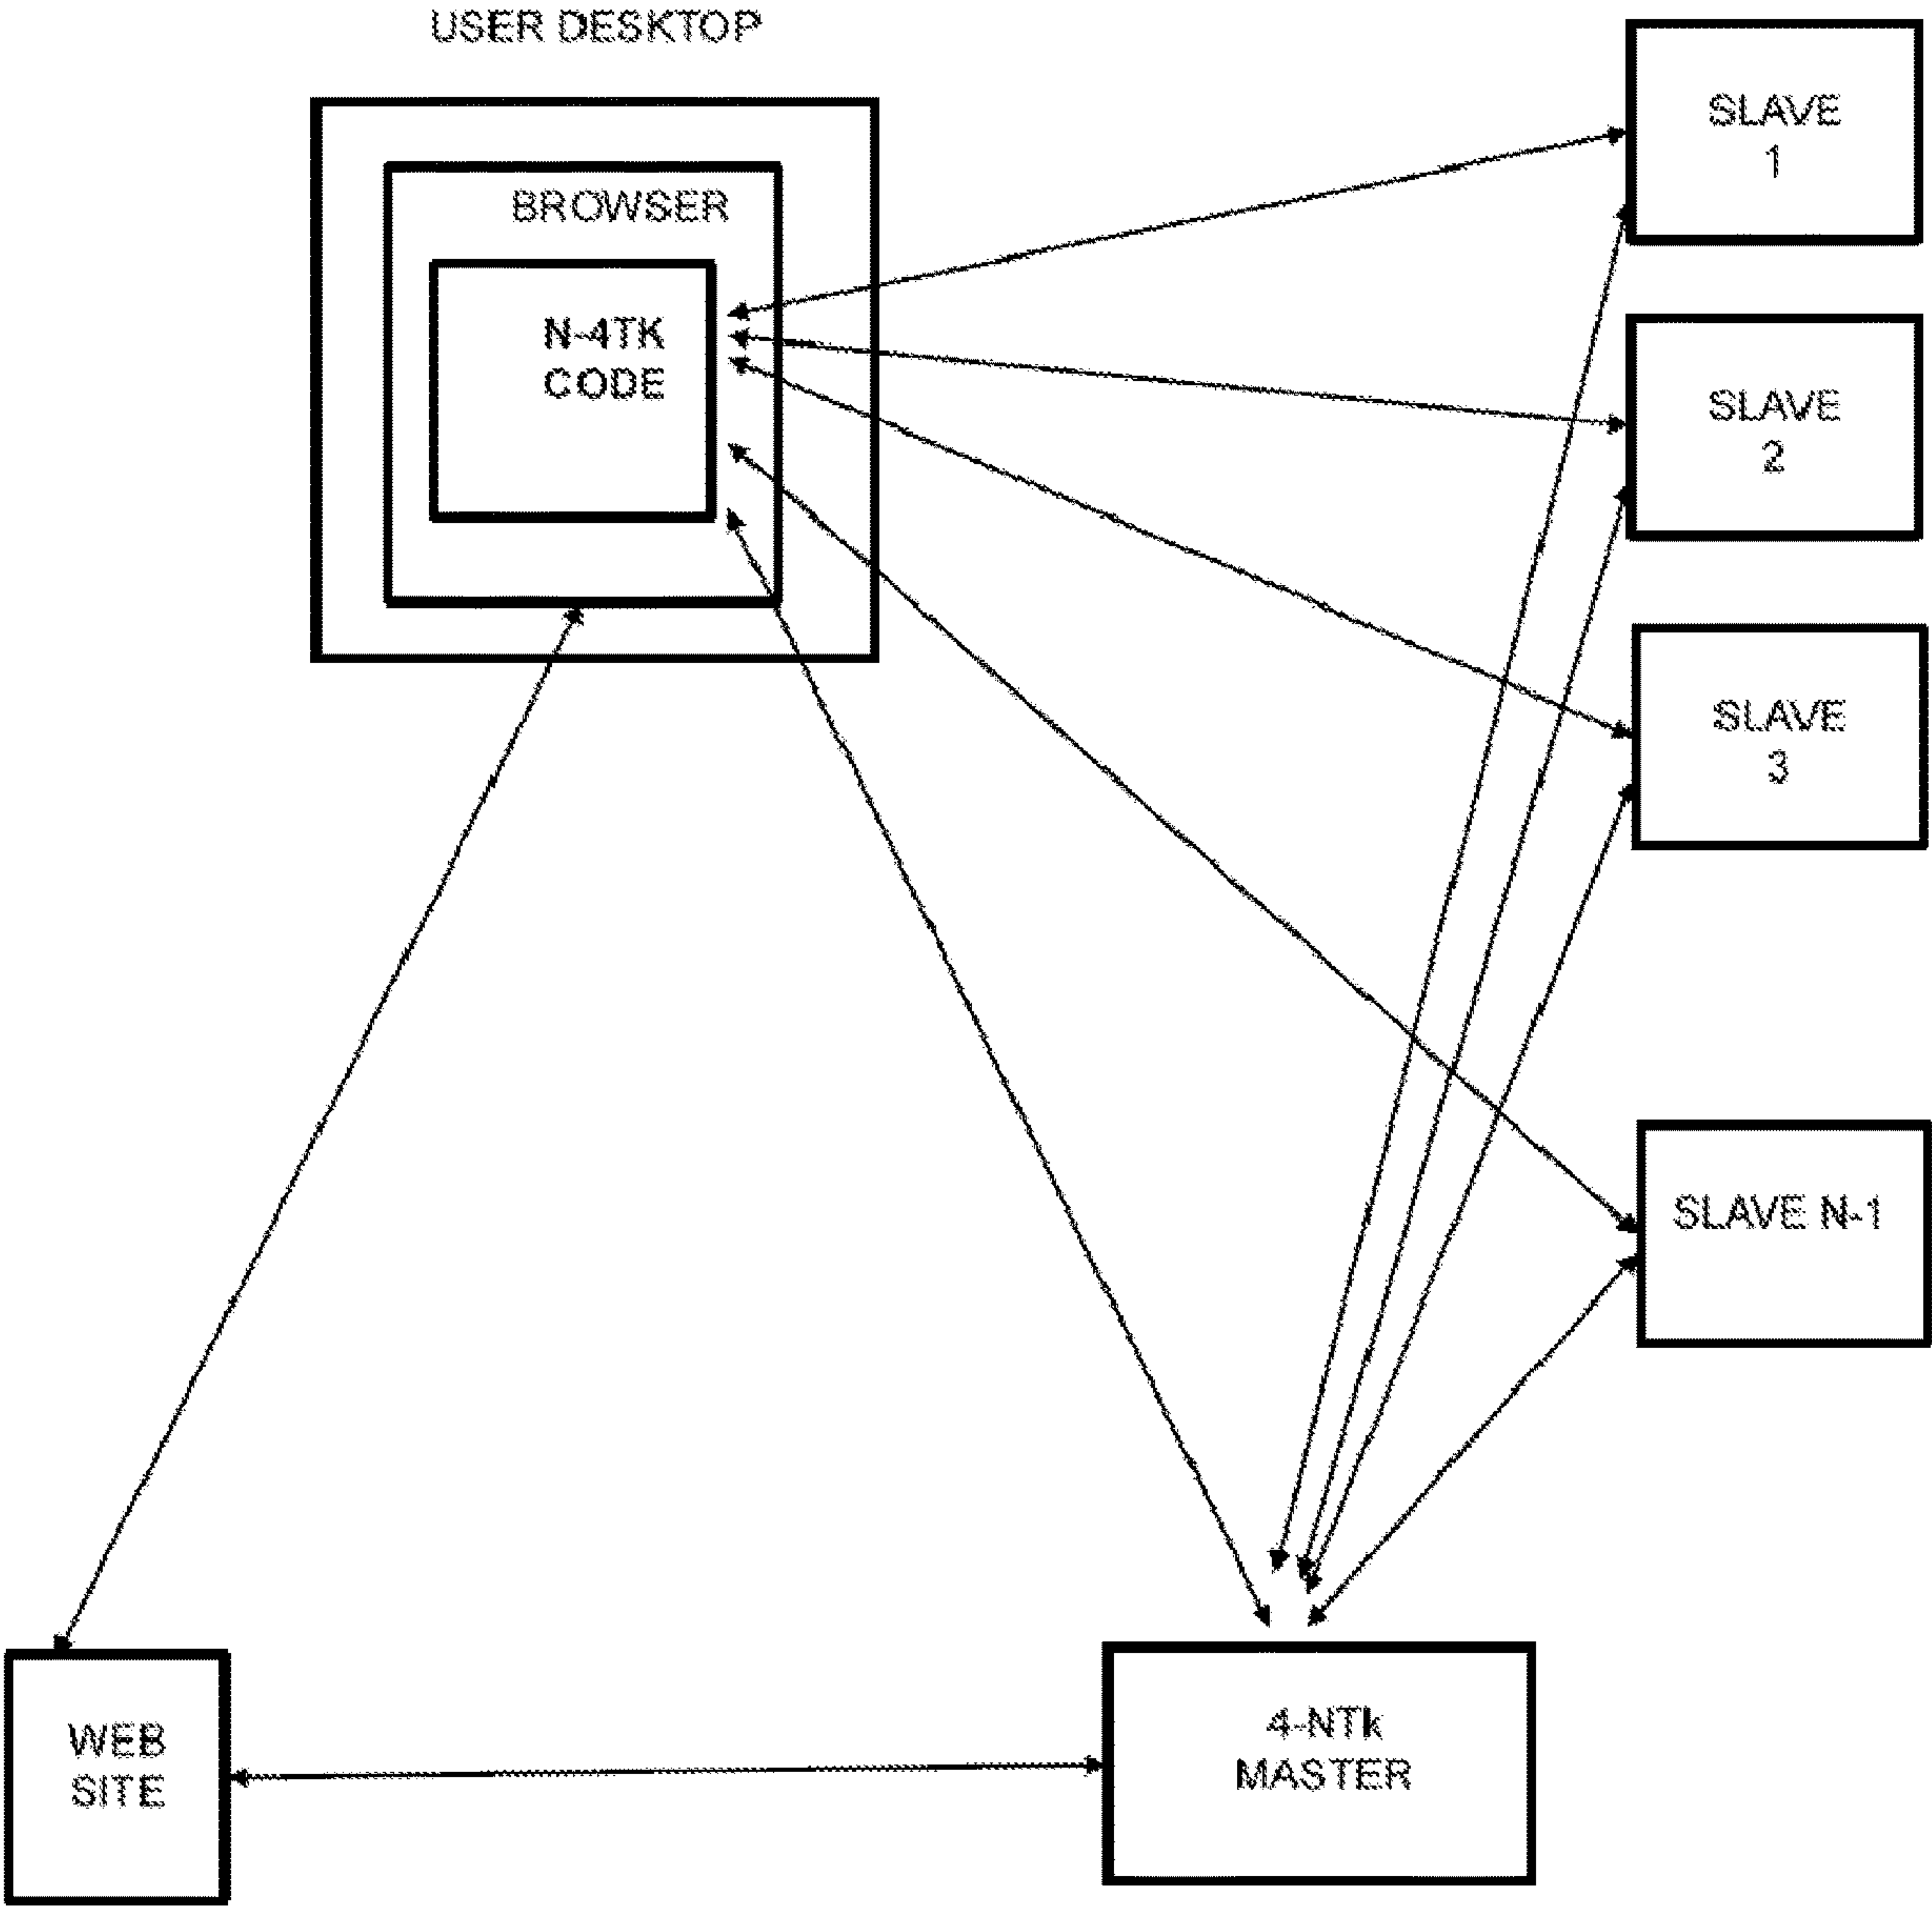 USER DESKTOP
BROWSER
N-4TK
CODE
SLAVE
1
SLAVE
2
SLAVE
3
SLAVE N-1
WEB
SITE
4-NTk
MASTER